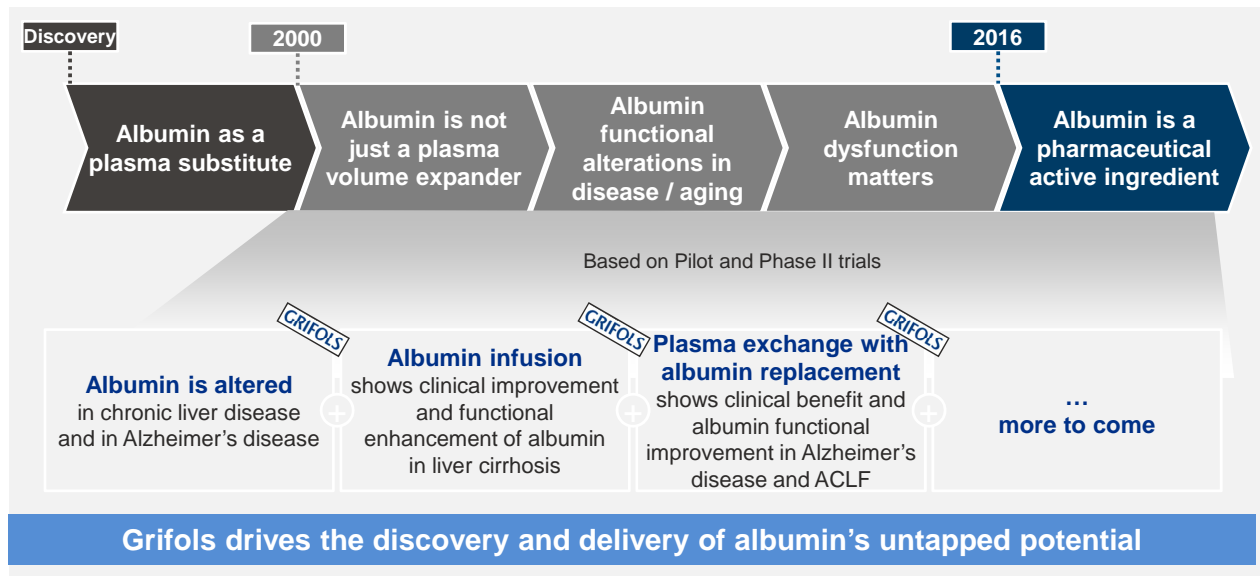 Discovery
2000
2016
Albumin as a
plasma substitute
Albumin is not
just a plasma
volume expander
Albumin
functional
alterations in
disease / aging
Albumin
dysfunction
matters
Albumin is a
pharmaceutical
active ingredient
Based on Pilot and Phase II trials
GRIFOLS
GRIFOLS
GRIFOLS
Albumin is altered
in chronic liver disease
and in Alzheimer’s disease
+
Albumin infusion
shows clinical improvement
and functional
enhancement of albumin
in liver cirrhosis
+
Plasma exchange with
albumin replacement
shows clinical benefit and
albumin functional
improvement in Alzheimer’s
disease and ACLF
+
…
more to come
Grifols drives the discovery and delivery of albumin’s untapped potential